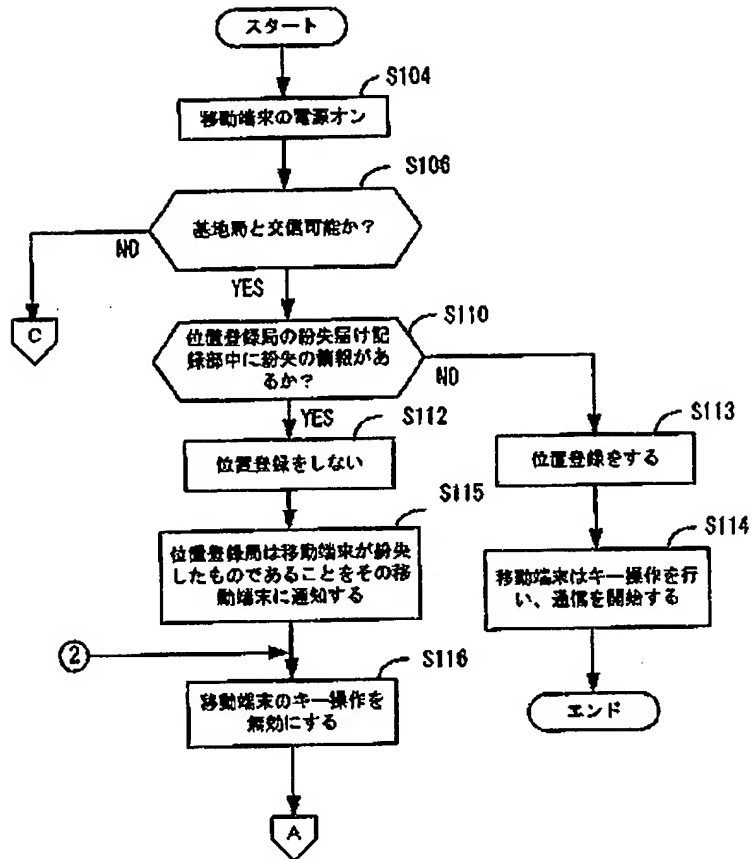 スタート
S104
移動端末の電源オン
S106
基地局と交信可能か？
NO
YES
C
S110
位置登録局の紛失届け記
録部中に紛失の情報があ
るか？
NO
YES
S112
位置登録をしない
S113
位置登録をする
S115
位置登録局は移動端末が紛失
したものであることをその移
動端末に通知する
S114
移動端末はキー操作を行
い、通信を開始する
2
S116
移動端末のキー操作を
無効にする
エンド
A